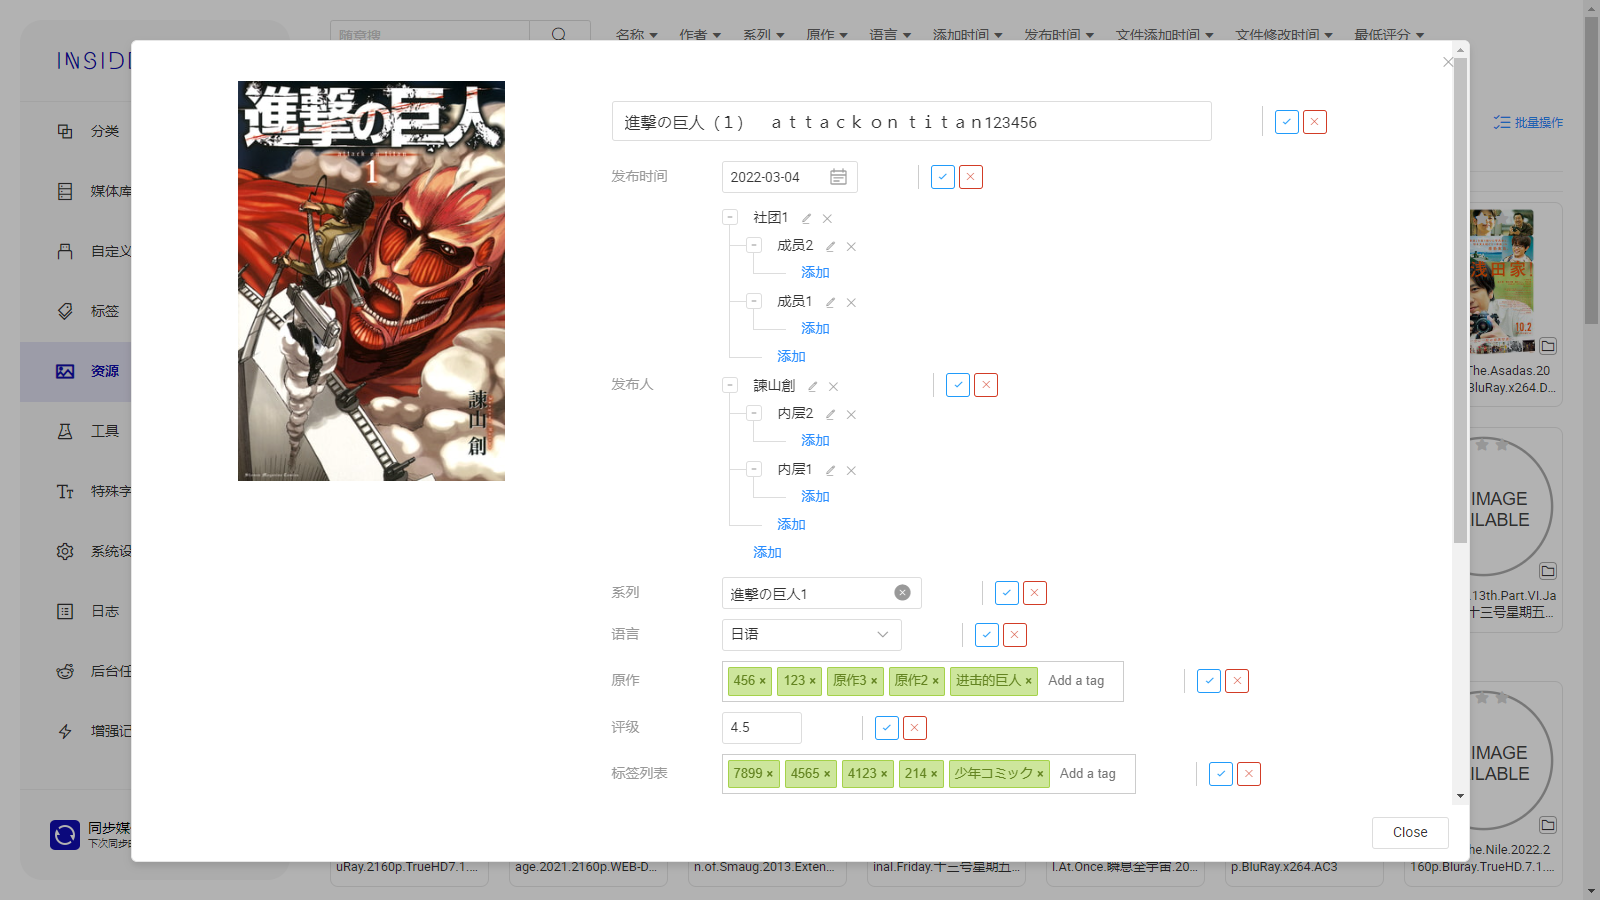 随意搜
名称 作者 系列 原作 语言 添加时间 发布时间 文件添加时间 文件修改时间 最低评分
INSIDE
分类
媒体库
自定义
标签
资源
工具
特殊字
系统设
日志
后台任
增强记
同步媒
批量操作
進撃の巨人
attack on titan
1
諫山創
進撃の巨人（１）　ａｔｔａｃｋ ｏｎ ｔｉｔａｎ123456
发布时间 2022-03-04
社团1
成员2
添加
成员1
添加
添加
发布人 諫山創
内层2
添加
内层1
添加
添加
添加
系列 進撃の巨人1
语言 日语
原作 456 × 123 × 原作3 × 原作2 × 进击的巨人 × Add a tag
评级 4.5
标签列表 7899 × 4565 × 4123 × 214 × 少年コミック × Add a tag
Close
浅田家
10.2
The.Asadas.20
BluRay.x264.D...
IMAGE
ILABLE
.13th.Part.VI.Ja
十三号星期五...
IMAGE
ILABLE
he.Nile.2022.2
160p.Bluray.TrueHD.7.1....
uRay.2160p.TrueHD7.1....
age.2021.2160p.WEB-D...
n.of.Smaug.2013.Exten...
inal.Friday.十三号星期五...
l.At.Once.瞬息全宇宙.20...
p.BluRay.x264.AC3